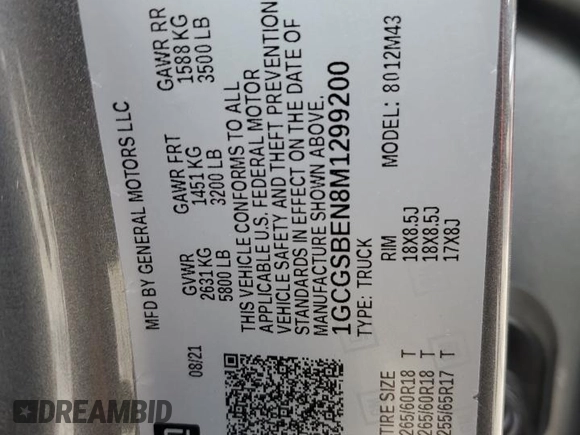 MFD BY GENERAL MOTORS LLC
08/21
GVWR
2631 KG
5800 LB
GAWR FRT
1451 KG
3200 LB
GAWR RR
1588 KG
3500 LB
THIS VEHICLE CONFORMS TO ALL
APPLICABLE U.S. FEDERAL MOTOR
VEHICLE SAFETY AND THEFT PREVENTION
STANDARDS IN EFFECT ON THE DATE OF
MANUFACTURE SHOWN ABOVE.
1GCGSBEN8M1299200
TYPE: TRUCK
MODEL: 8012M43
TIRE SIZE
RIM
265/60R18 T
18X8.5J
265/60R18 T
18X8.5J
255/65R17 T
17X8J
DREAMBID